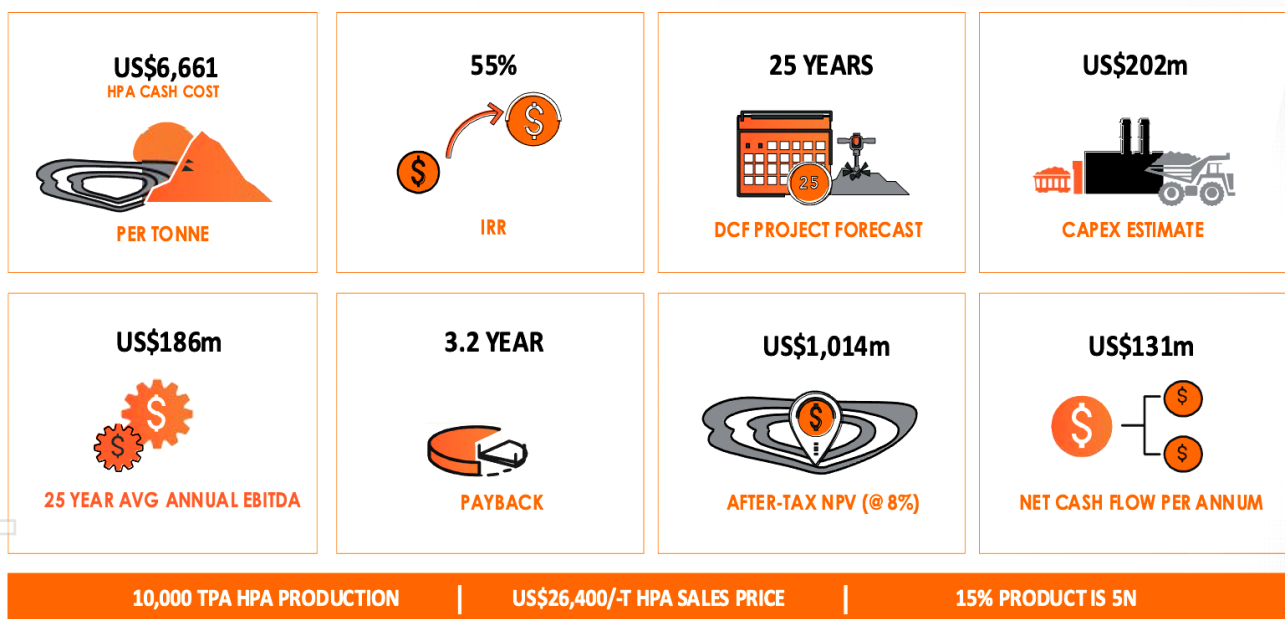 US$6,661
HPA CASH COST
PER TONNE
55%
$
$
IRR
25 YEARS
25
DCF PROJECT FORECAST
US$202m
CAPEX ESTIMATE
US$186m
$
$
25 YEAR AVG ANNUAL EBITDA
3.2 YEAR
PAYBACK
US$1,014m
$
AFTER-TAX NPV (@ 8%)
US$131m
$
$
$
NET CASH FLOW PER ANNUM
10,000 TPA HPA PRODUCTION | US$26,400/-T HPA SALES PRICE | 15% PRODUCT IS 5N